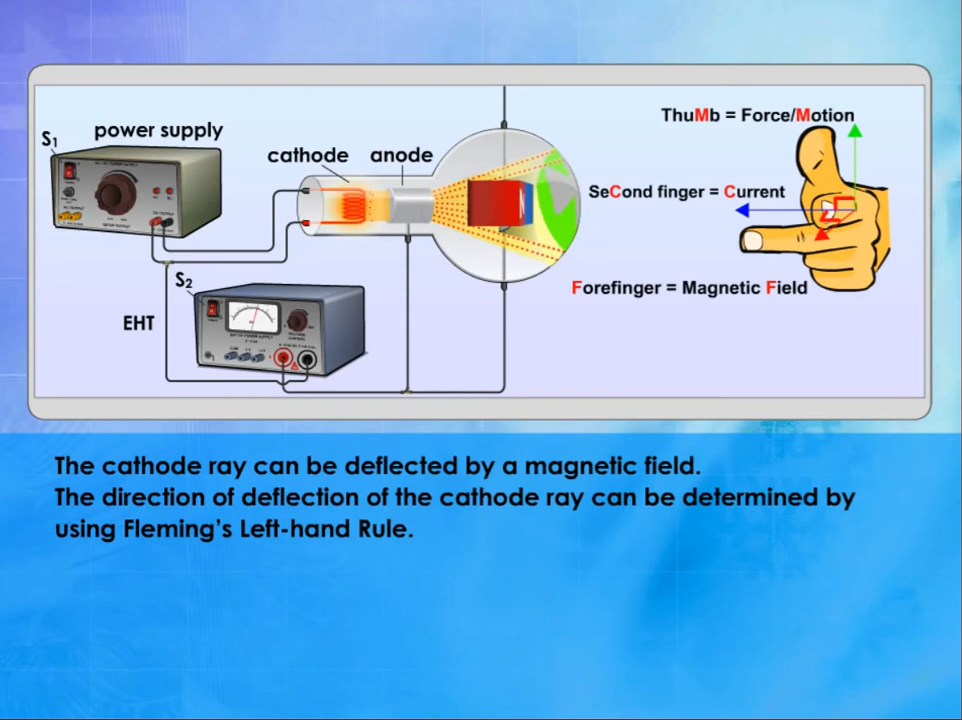 S1
power supply
cathode
anode
ThuMb = Force/Motion
SeCond finger = Current
Forefinger = Magnetic Field
S2
EHT
N
The cathode ray can be deflected by a magnetic field.
The direction of deflection of the cathode ray can be determined by
using Fleming’s Left-hand Rule.